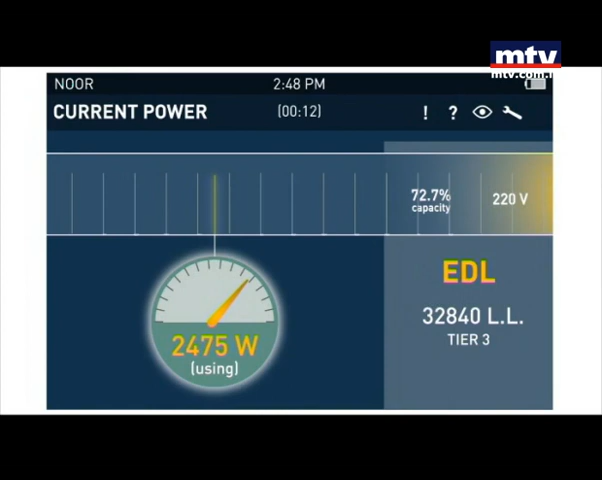 mtv
mtv.com.
NOOR
2:48 PM
CURRENT POWER
(00:12)
! ?
72.7%
capacity
220 V
EDL
32840 L.L.
TIER 3
2475 W
(using)